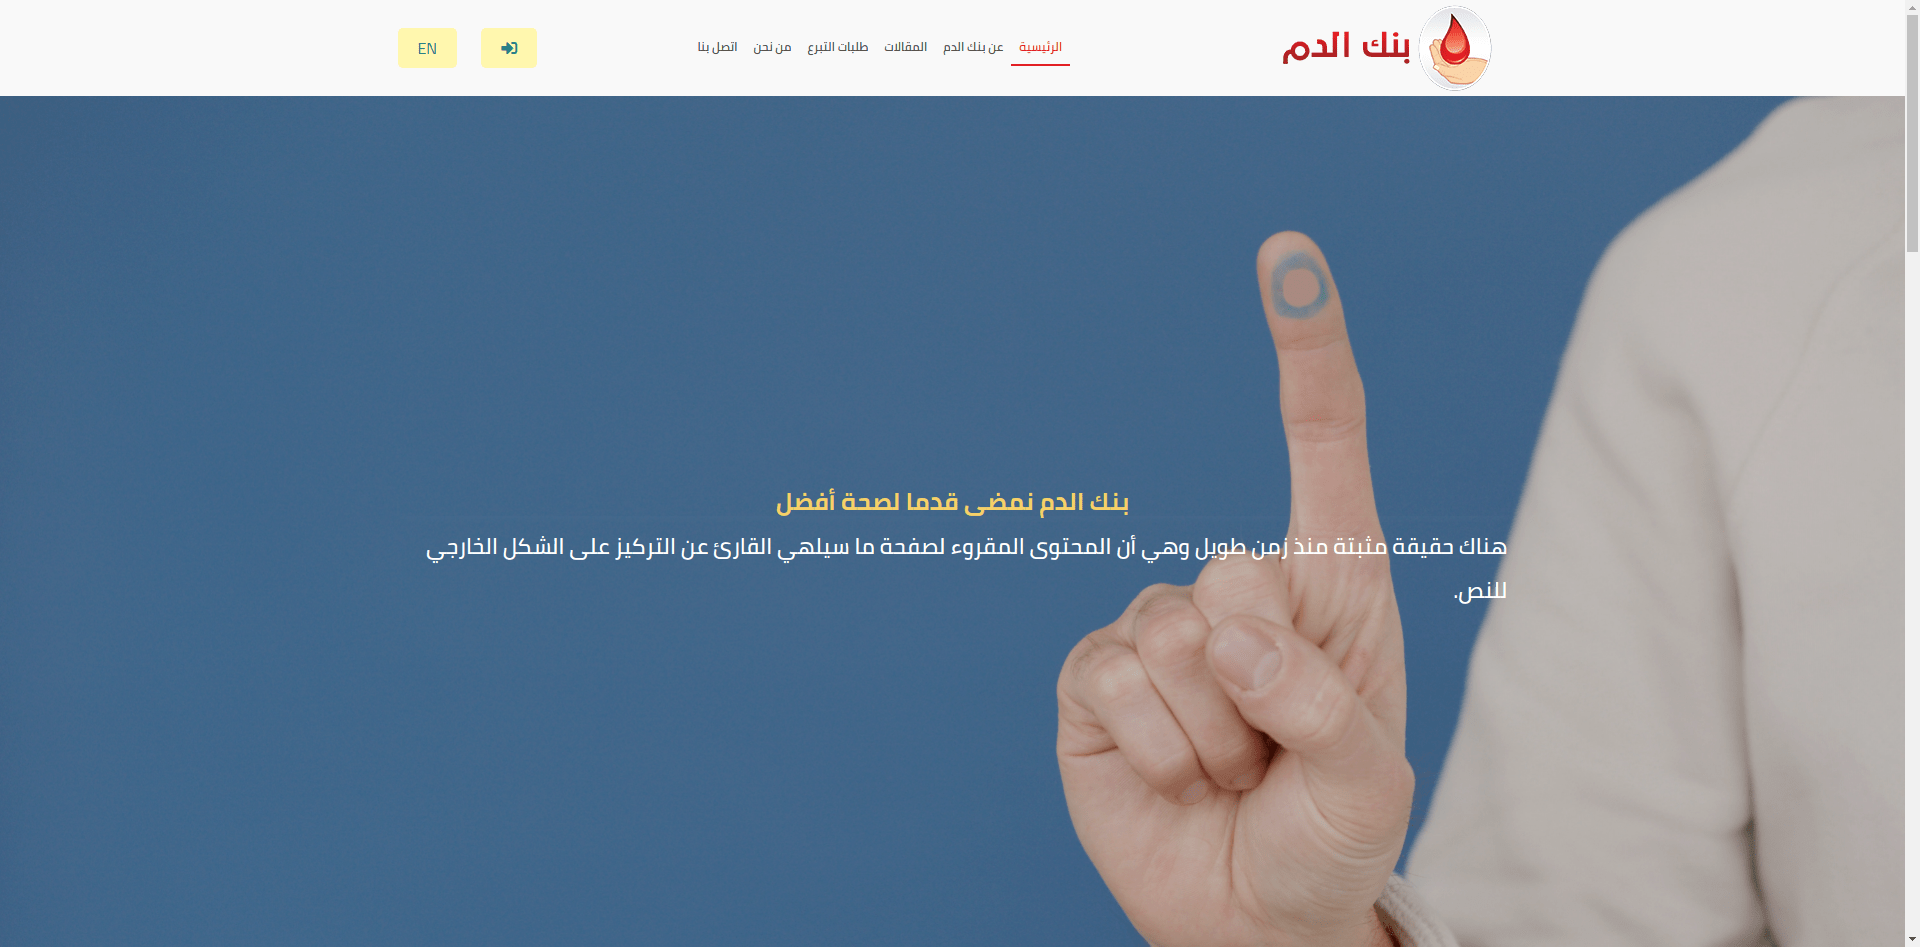 بنك الدم
الرئيسية
عن بنك الدم
المقالات
طلبات التبرع
من نحن
اتصل بنا
EN
بنك الدم نمضى قدما لصحة أفضل
هناك حقيقة مثبتة منذ زمن طويل وهي أن المحتوى المقروء لصفحة ما سيلهي القارئ عن التركيز على الشكل الخارجي
للنص.